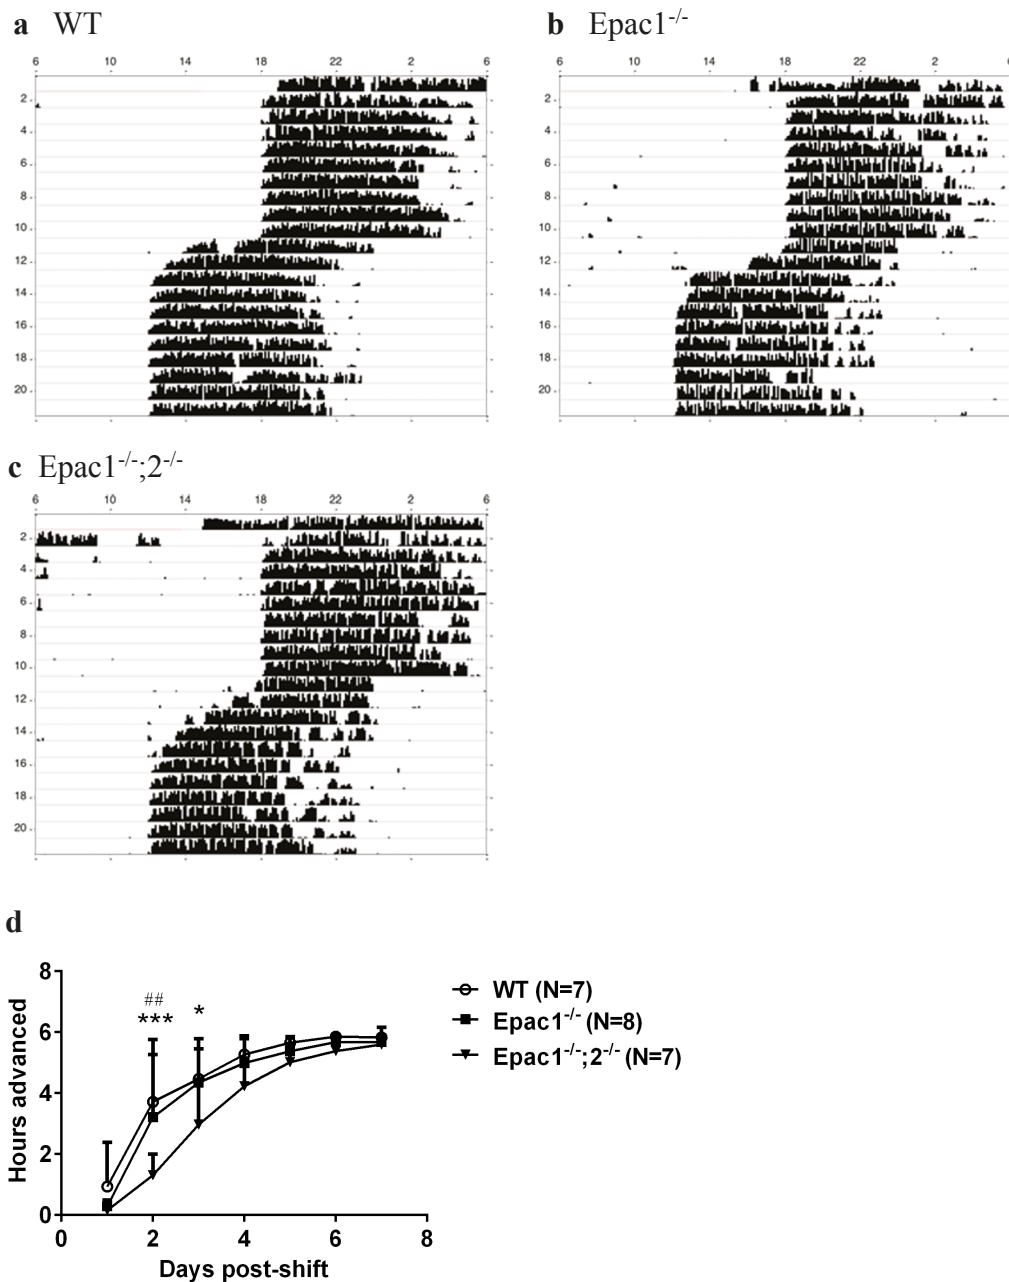 a WT
6 10 14 18 22 2 6
2
4
6
8
10
12
14
16
18
20
b Epac1-/-
6 10 14 18 22 2 6
2
4
6
8
10
12
14
16
18
20
c Epac1-/-;2-/-
6 10 14 18 22 2 6
2
4
6
8
10
12
14
16
18
20
d
Hours advanced
8
6
4
2
0
##
***
*
0 2 4 6 8
Days post-shift
WT (N=7)
Epac1-/- (N=8)
Epac1-/-;2-/- (N=7)